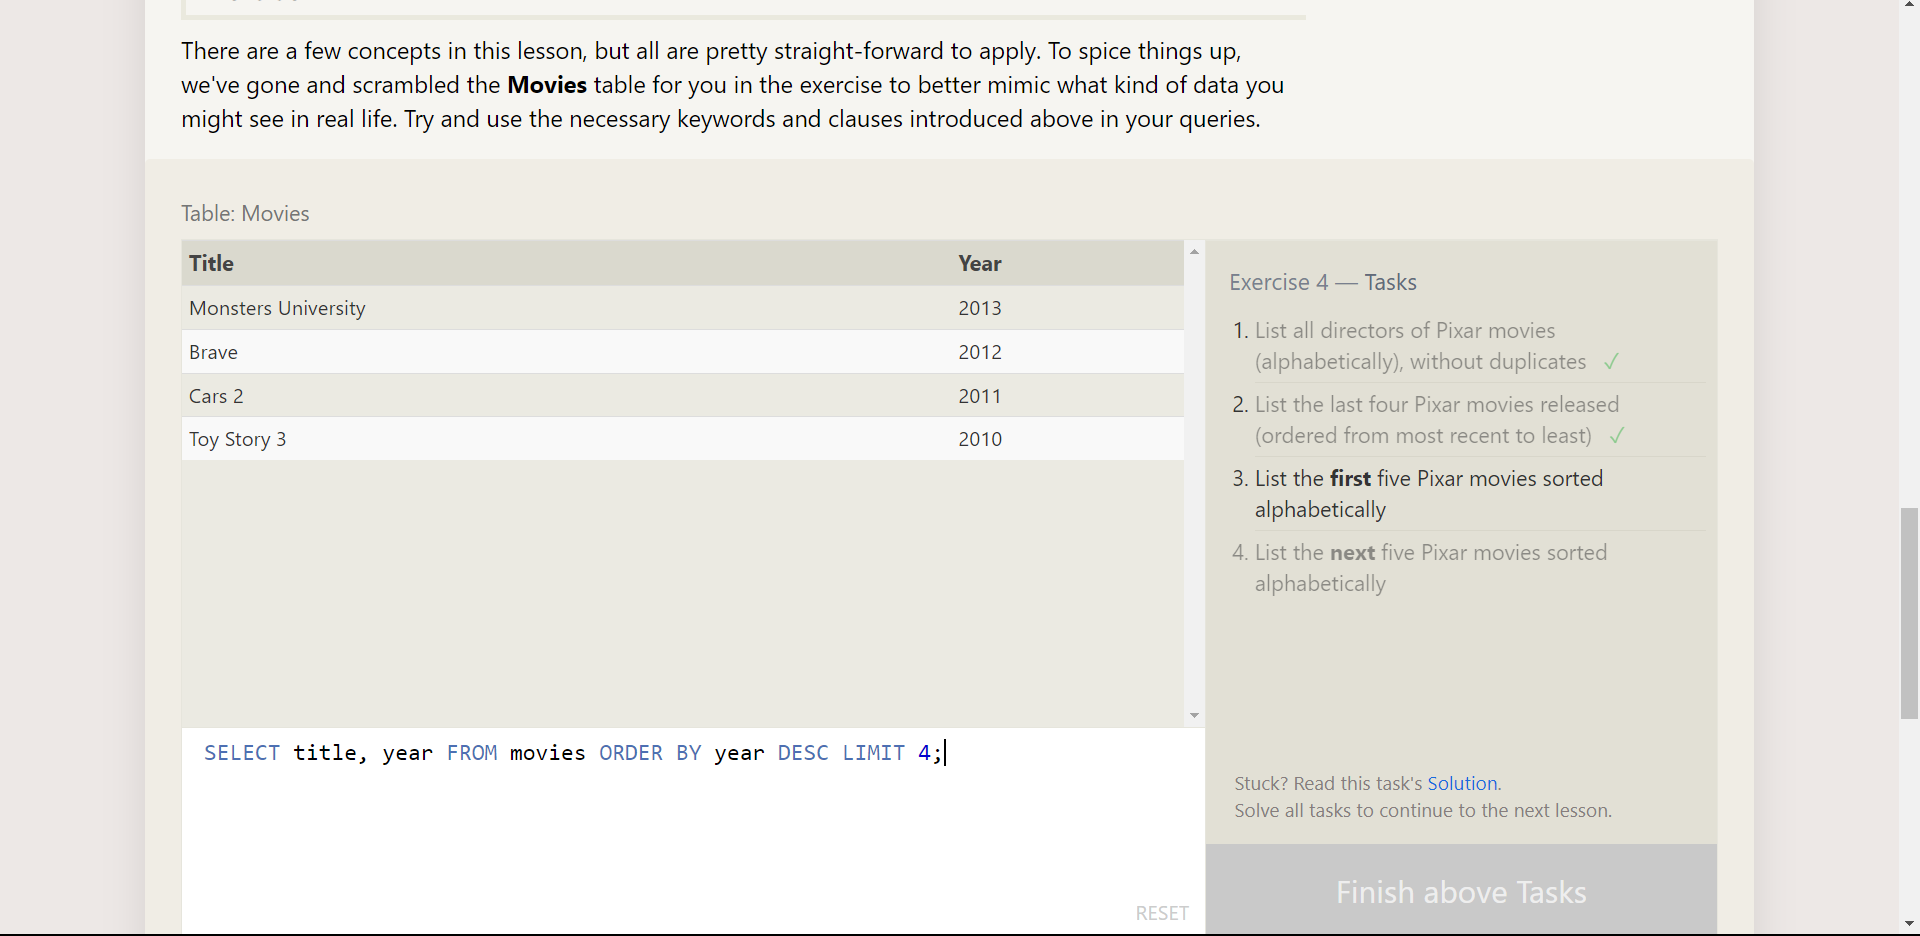 There are a few concepts in this lesson, but all are pretty straight-forward to apply. To spice things up,
we've gone and scrambled the Movies table for you in the exercise to better mimic what kind of data you
might see in real life. Try and use the necessary keywords and clauses introduced above in your queries.
Table: Movies
Title Year
Monsters University 2013
Brave 2012
Cars 2 2011
Toy Story 3 2010
SELECT title, year FROM movies ORDER BY year DESC LIMIT 4;
RESET
Exercise 4 — Tasks
1. List all directors of Pixar movies
(alphabetically), without duplicates ✓
2. List the last four Pixar movies released
(ordered from most recent to least) ✓
3. List the first five Pixar movies sorted
alphabetically
4. List the next five Pixar movies sorted
alphabetically
Stuck? Read this task's Solution.
Solve all tasks to continue to the next lesson.
Finish above Tasks